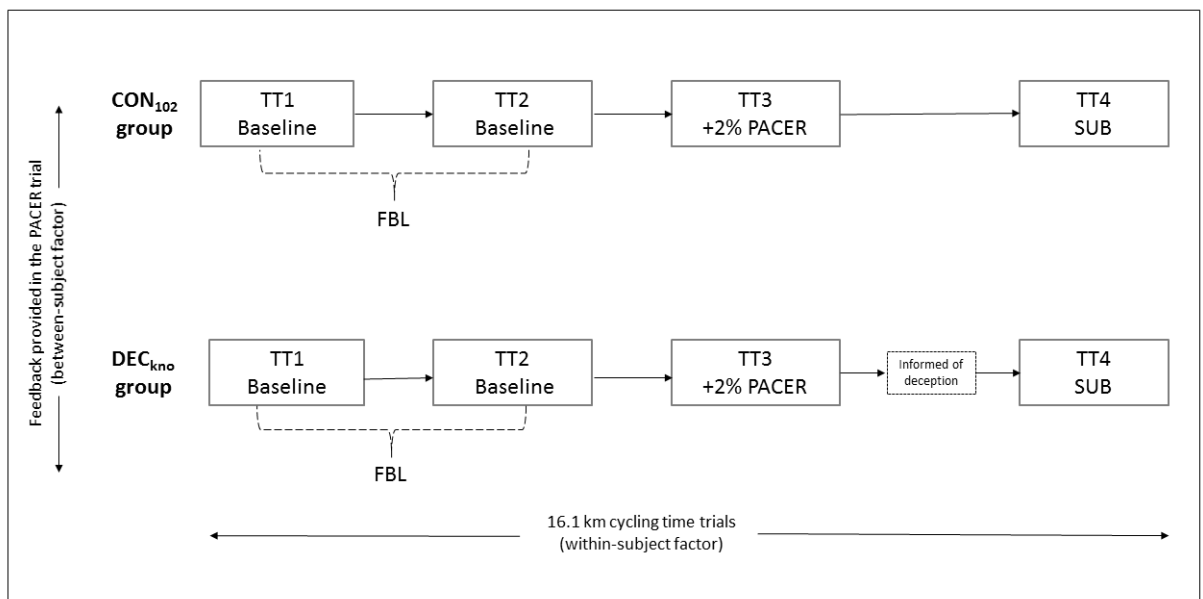 Feedback provided in the PACER trial
(between-subject factor)
CON102
group
TT1
Baseline
TT2
Baseline
TT3
+2% PACER
TT4
SUB
FBL
DECkno
group
TT1
Baseline
TT2
Baseline
TT3
+2% PACER
Informed of
deception
TT4
SUB
FBL
16.1 km cycling time trials
(within-subject factor)